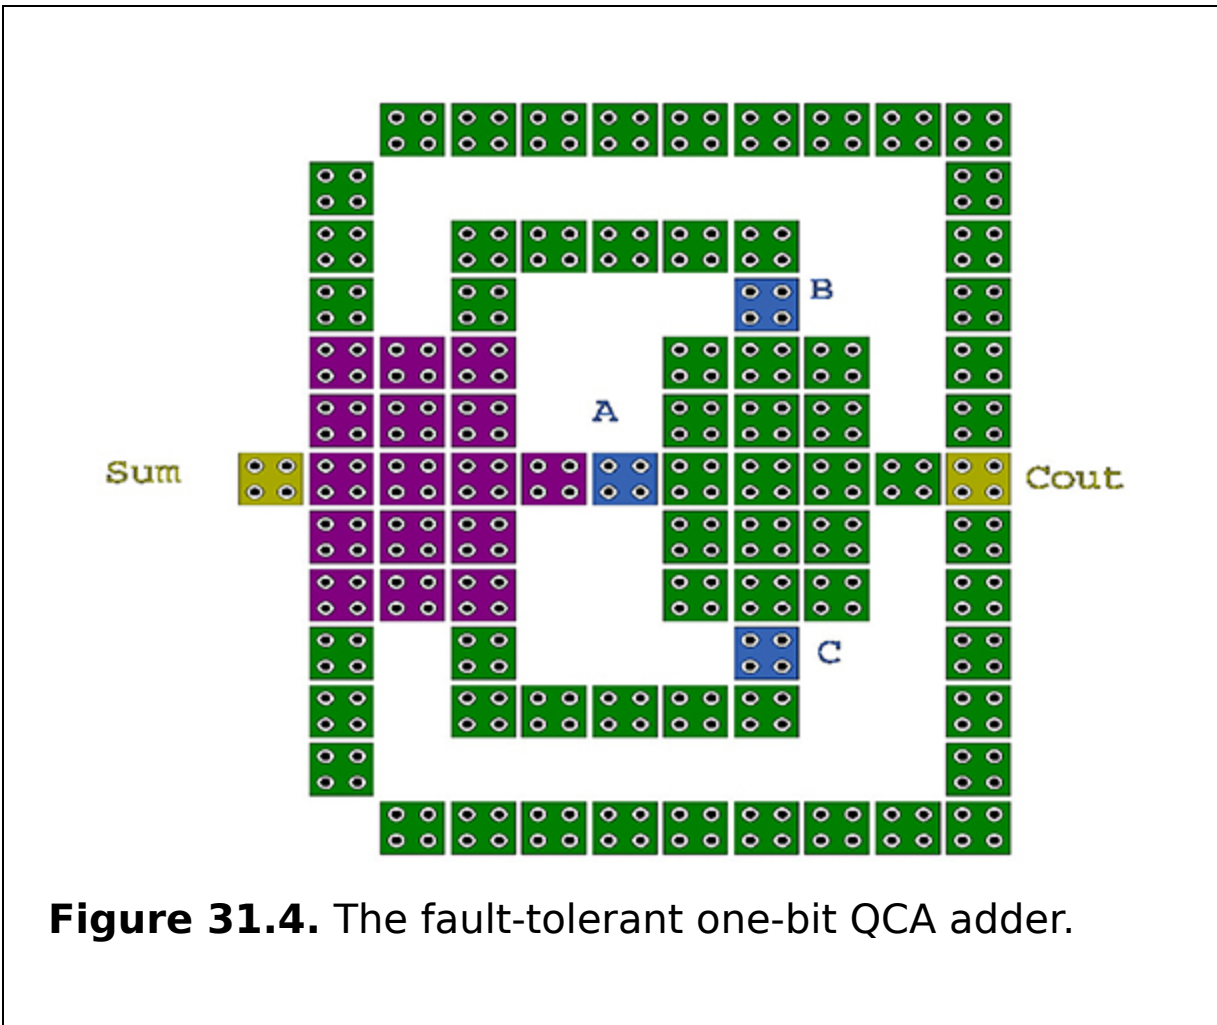 B
A
Sum
Cout
C
Figure 31.4. The fault-tolerant one-bit QCA adder.